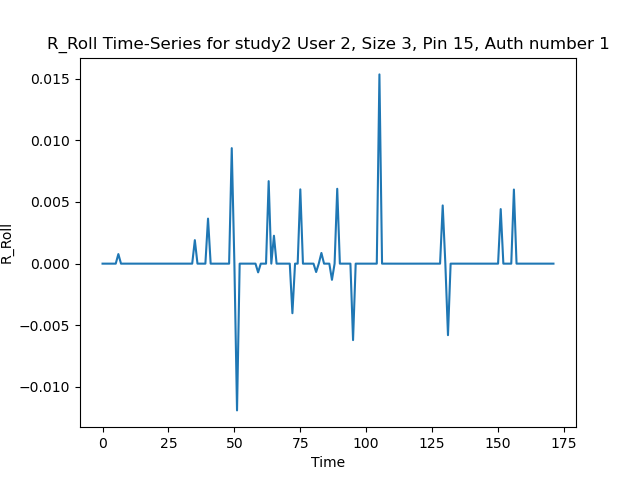 R_Roll Time-Series for study2 User 2, Size 3, Pin 15, Auth number 1
0.015
0.010
0.005
0.000
−0.005
−0.010
R_Roll
0 25 50 75 100 125 150 175
Time